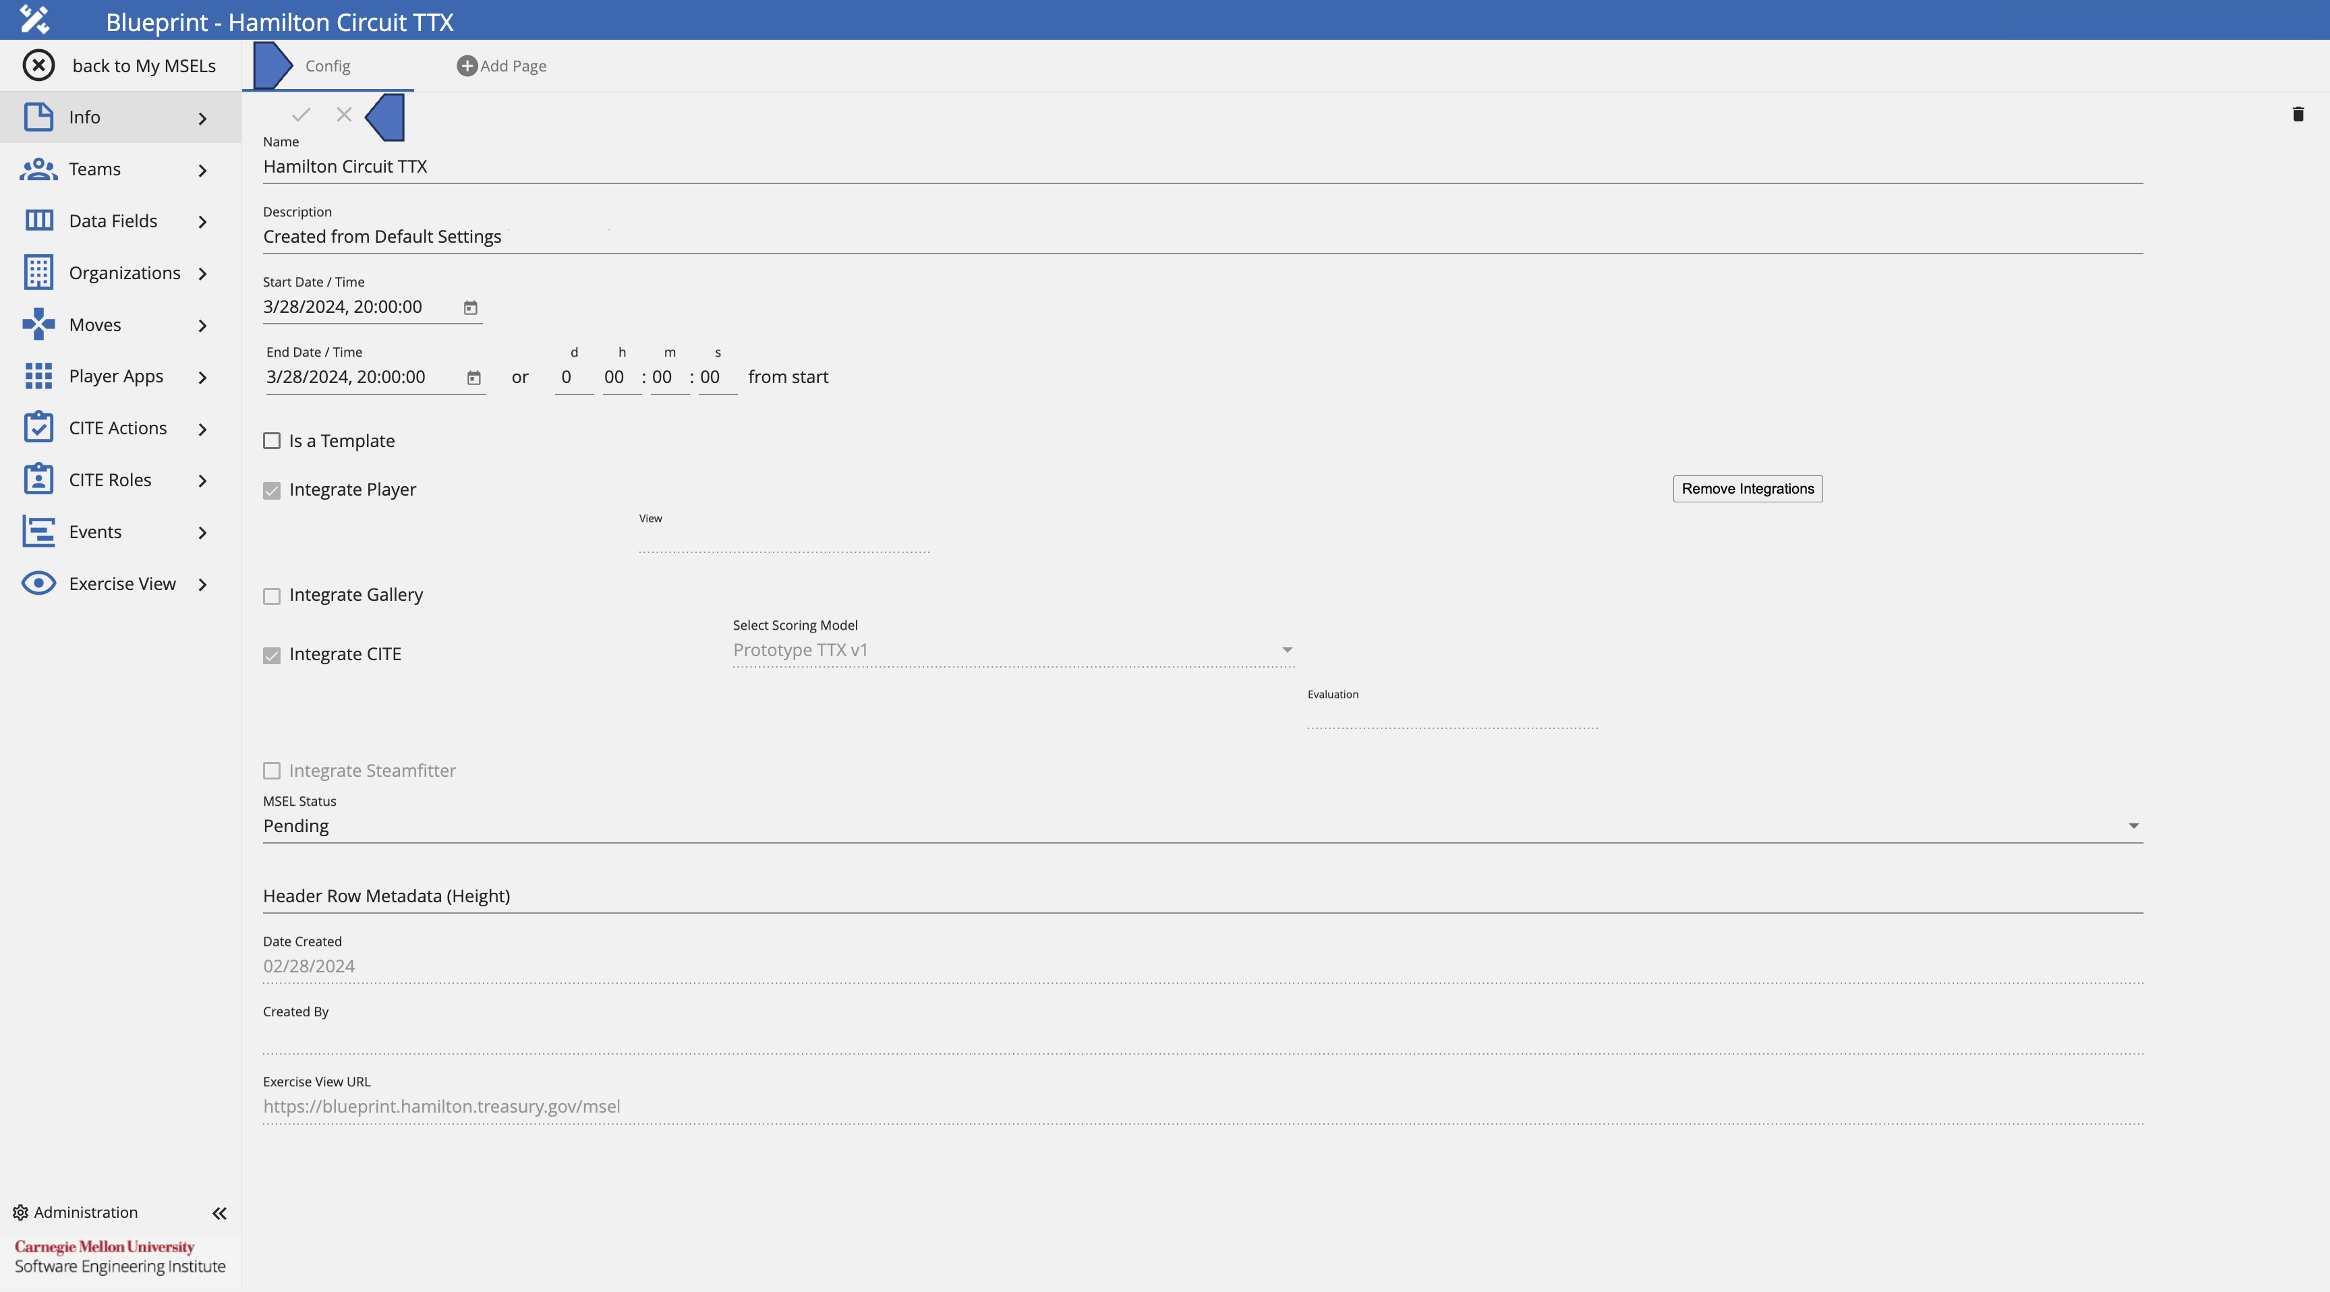 Blueprint - Hamilton Circuit TTX
back to My MSELs
Config
Add Page
Info
Teams
Data Fields
Organizations
Moves
Player Apps
CITE Actions
CITE Roles
Events
Exercise View
Name
Hamilton Circuit TTX
Description
Created from Default Settings
Start Date / Time
3/28/2024, 20:00:00
End Date / Time d h m s
3/28/2024, 20:00:00 or 0 00 : 00 : 00 from start
Is a Template
Integrate Player
Remove Integrations
View
Integrate Gallery
Select Scoring Model
Prototype TTX v1
Integrate CITE
Evaluation
Integrate Steamfitter
MSEL Status
Pending
Header Row Metadata (Height)
Date Created
02/28/2024
Created By
Exercise View URL
https://blueprint.hamilton.treasury.gov/msel
Administration
Carnegie Mellon University
Software Engineering Institute